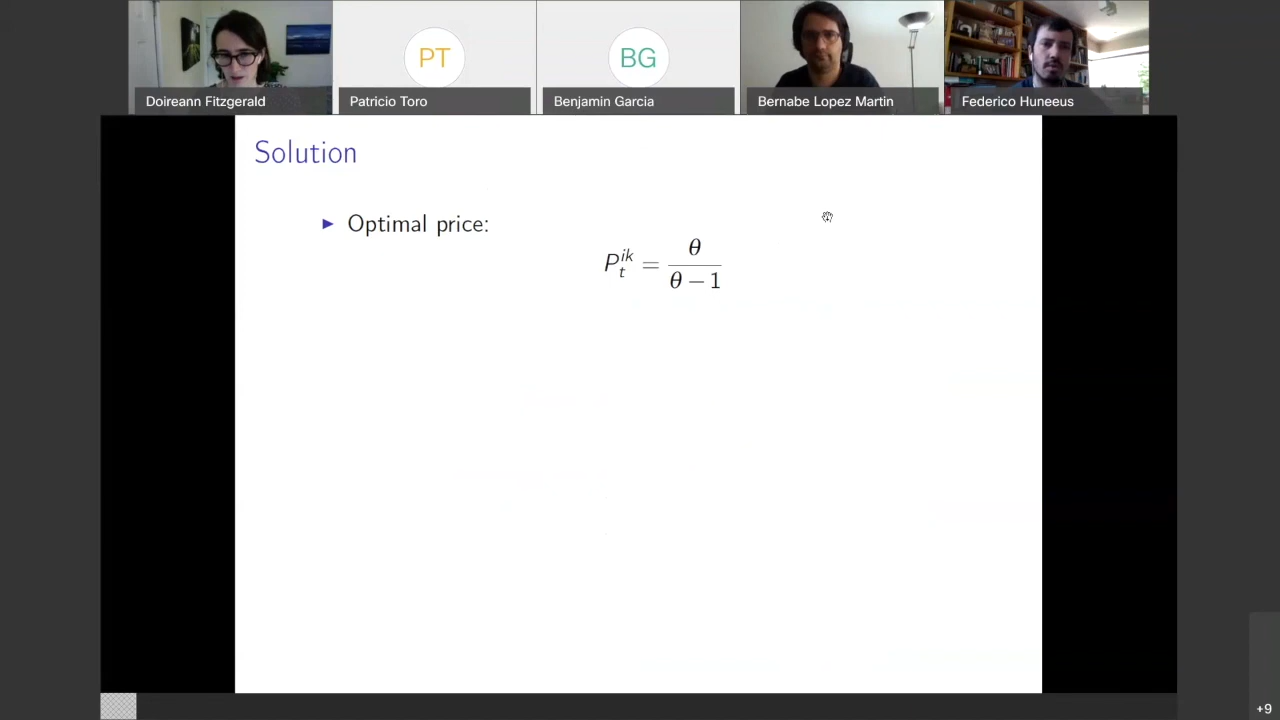 PT
BG
Doireann Fitzgerald
Patricio Toro
Benjamin Garcia
Bernabe Lopez Martin
Federico Huneeus
Solution
▶ Optimal price:
P_t^{ik} = \frac{θ}{θ − 1}
+9